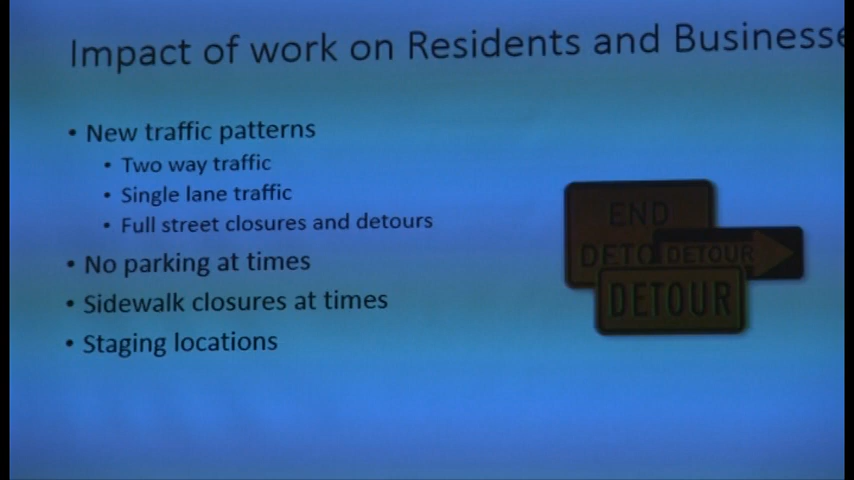 Impact of work on Residents and Businesse
• New traffic patterns
• Two way traffic
• Single lane traffic
• Full street closures and detours
• No parking at times
• Sidewalk closures at times
• Staging locations
END
DETO
DETOUR
DETOUR